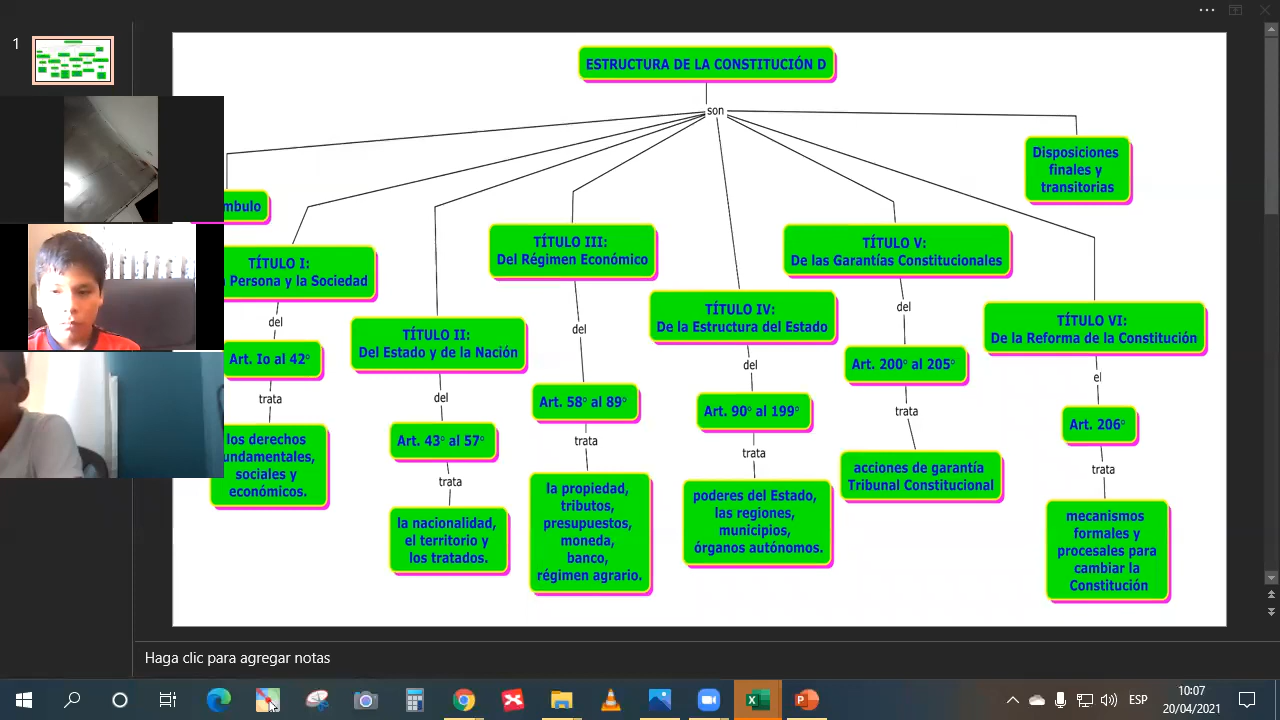 1
ESTRUCTURA DE LA CONSTITUCIÓN D
son
Disposiciones
finales y
transitorias
mbulo
TÍTULO I:
Persona y la Sociedad
del
Art. Io al 42°
trata
los derechos
undamentales,
sociales y
económicos.
TÍTULO II:
Del Estado y de la Nación
del
Art. 43° al 57°
trata
la nacionalidad,
el territorio y
los tratados.
TÍTULO III:
Del Régimen Económico
del
Art. 58° al 89°
trata
la propiedad,
tributos,
presupuestos,
moneda,
banco,
régimen agrario.
TÍTULO IV:
De la Estructura del Estado
del
Art. 90° al 199°
trata
poderes del Estado,
las regiones,
municipios,
órganos autónomos.
TÍTULO V:
De las Garantías Constitucionales
del
Art. 200° al 205°
trata
acciones de garantía
Tribunal Constitucional
TÍTULO VI:
De la Reforma de la Constitución
el
Art. 206°
trata
mecanismos
formales y
procesales para
cambiar la
Constitución
Haga clic para agregar notas
ESP
10:07
20/04/2021